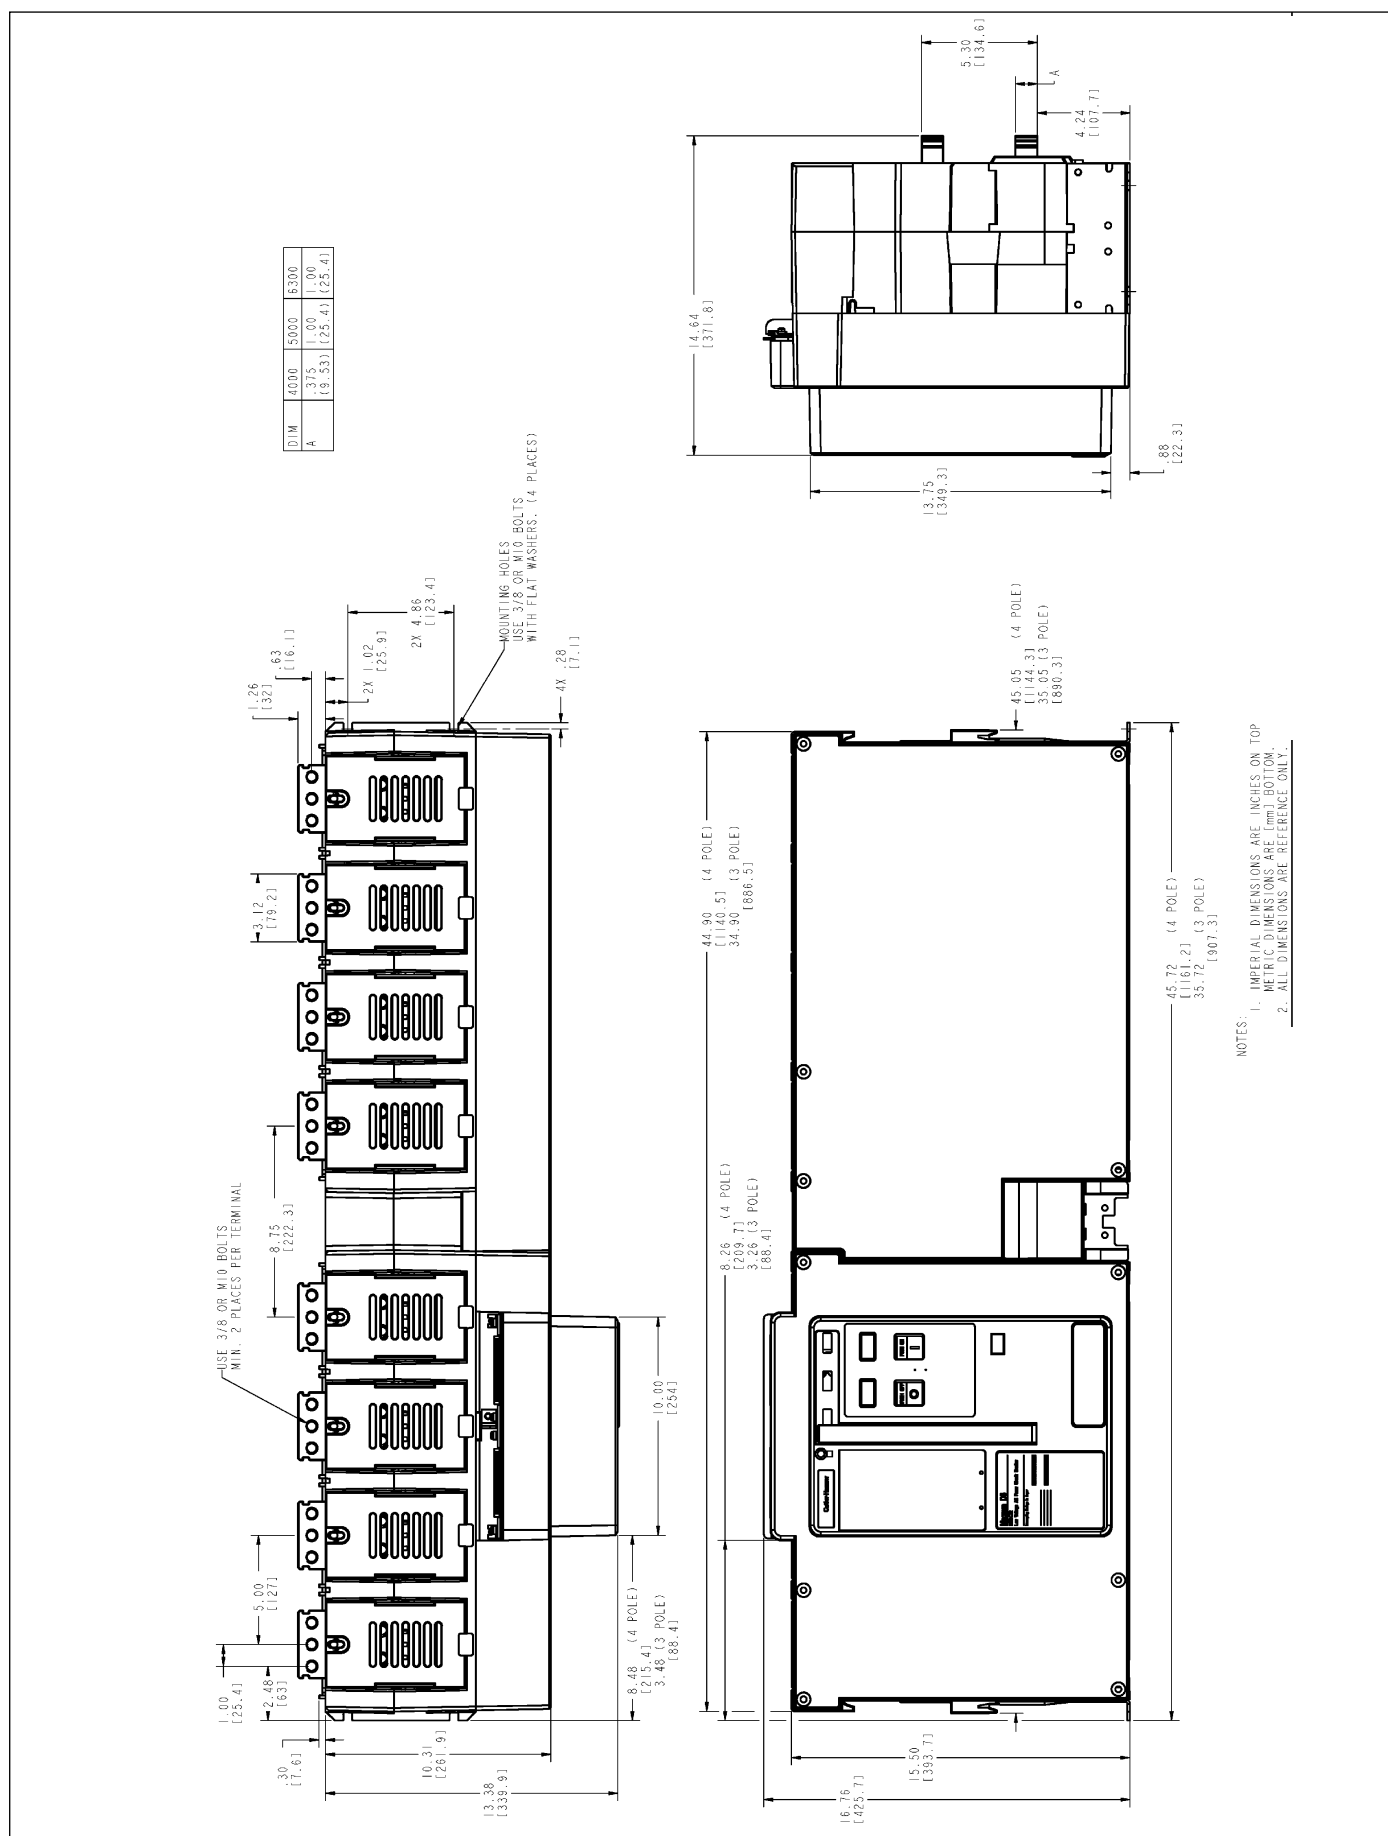 DIM 4000 5000 6300
A .375 1.00 1.00
(9.53) (25.4) (25.4)
USE 3/8 OR M10 BOLTS
MIN. 2 PLACES PER TERMINAL
MOUNTING HOLES
USE 3/8 OR M10 BOLTS
WITH FLAT WASHERS. (4 PLACES)
1.00
[25.4]
2.48
[63]
5.00
[127]
8.75
[222.3]
3.12
[79.2]
1.26
[32]
.63
[16.1]
2X 1.02
[25.9]
2X 4.86
[123.4]
4X .28
[7.1]
.30
[7.6]
10.31
[261.9]
13.38
[339.9]
8.48 (4 POLE)
[215.4]
3.48 (3 POLE)
[88.4]
10.00
[254]
14.64
[371.8]
5.30
[134.6]
A
4.24
[107.7]
13.75
[349.3]
.88
[22.3]
44.90 (4 POLE)
[1140.5]
34.90 (3 POLE)
[886.5]
8.26 (4 POLE)
[209.7]
3.26 (3 POLE)
[88.4]
45.05 (4 POLE)
[1144.3]
35.05 (3 POLE)
[890.3]
45.72 (4 POLE)
[1161.2]
35.72 (3 POLE)
[907.3]
15.50
[393.7]
16.76
[425.7]
Cutler-Hammer
PUSH OFF
PUSH ON
NOTES:
1. IMPERIAL DIMENSIONS ARE INCHES ON TOP
METRIC DIMENSIONS ARE [mm] BOTTOM.
2. ALL DIMENSIONS ARE REFERENCE ONLY.